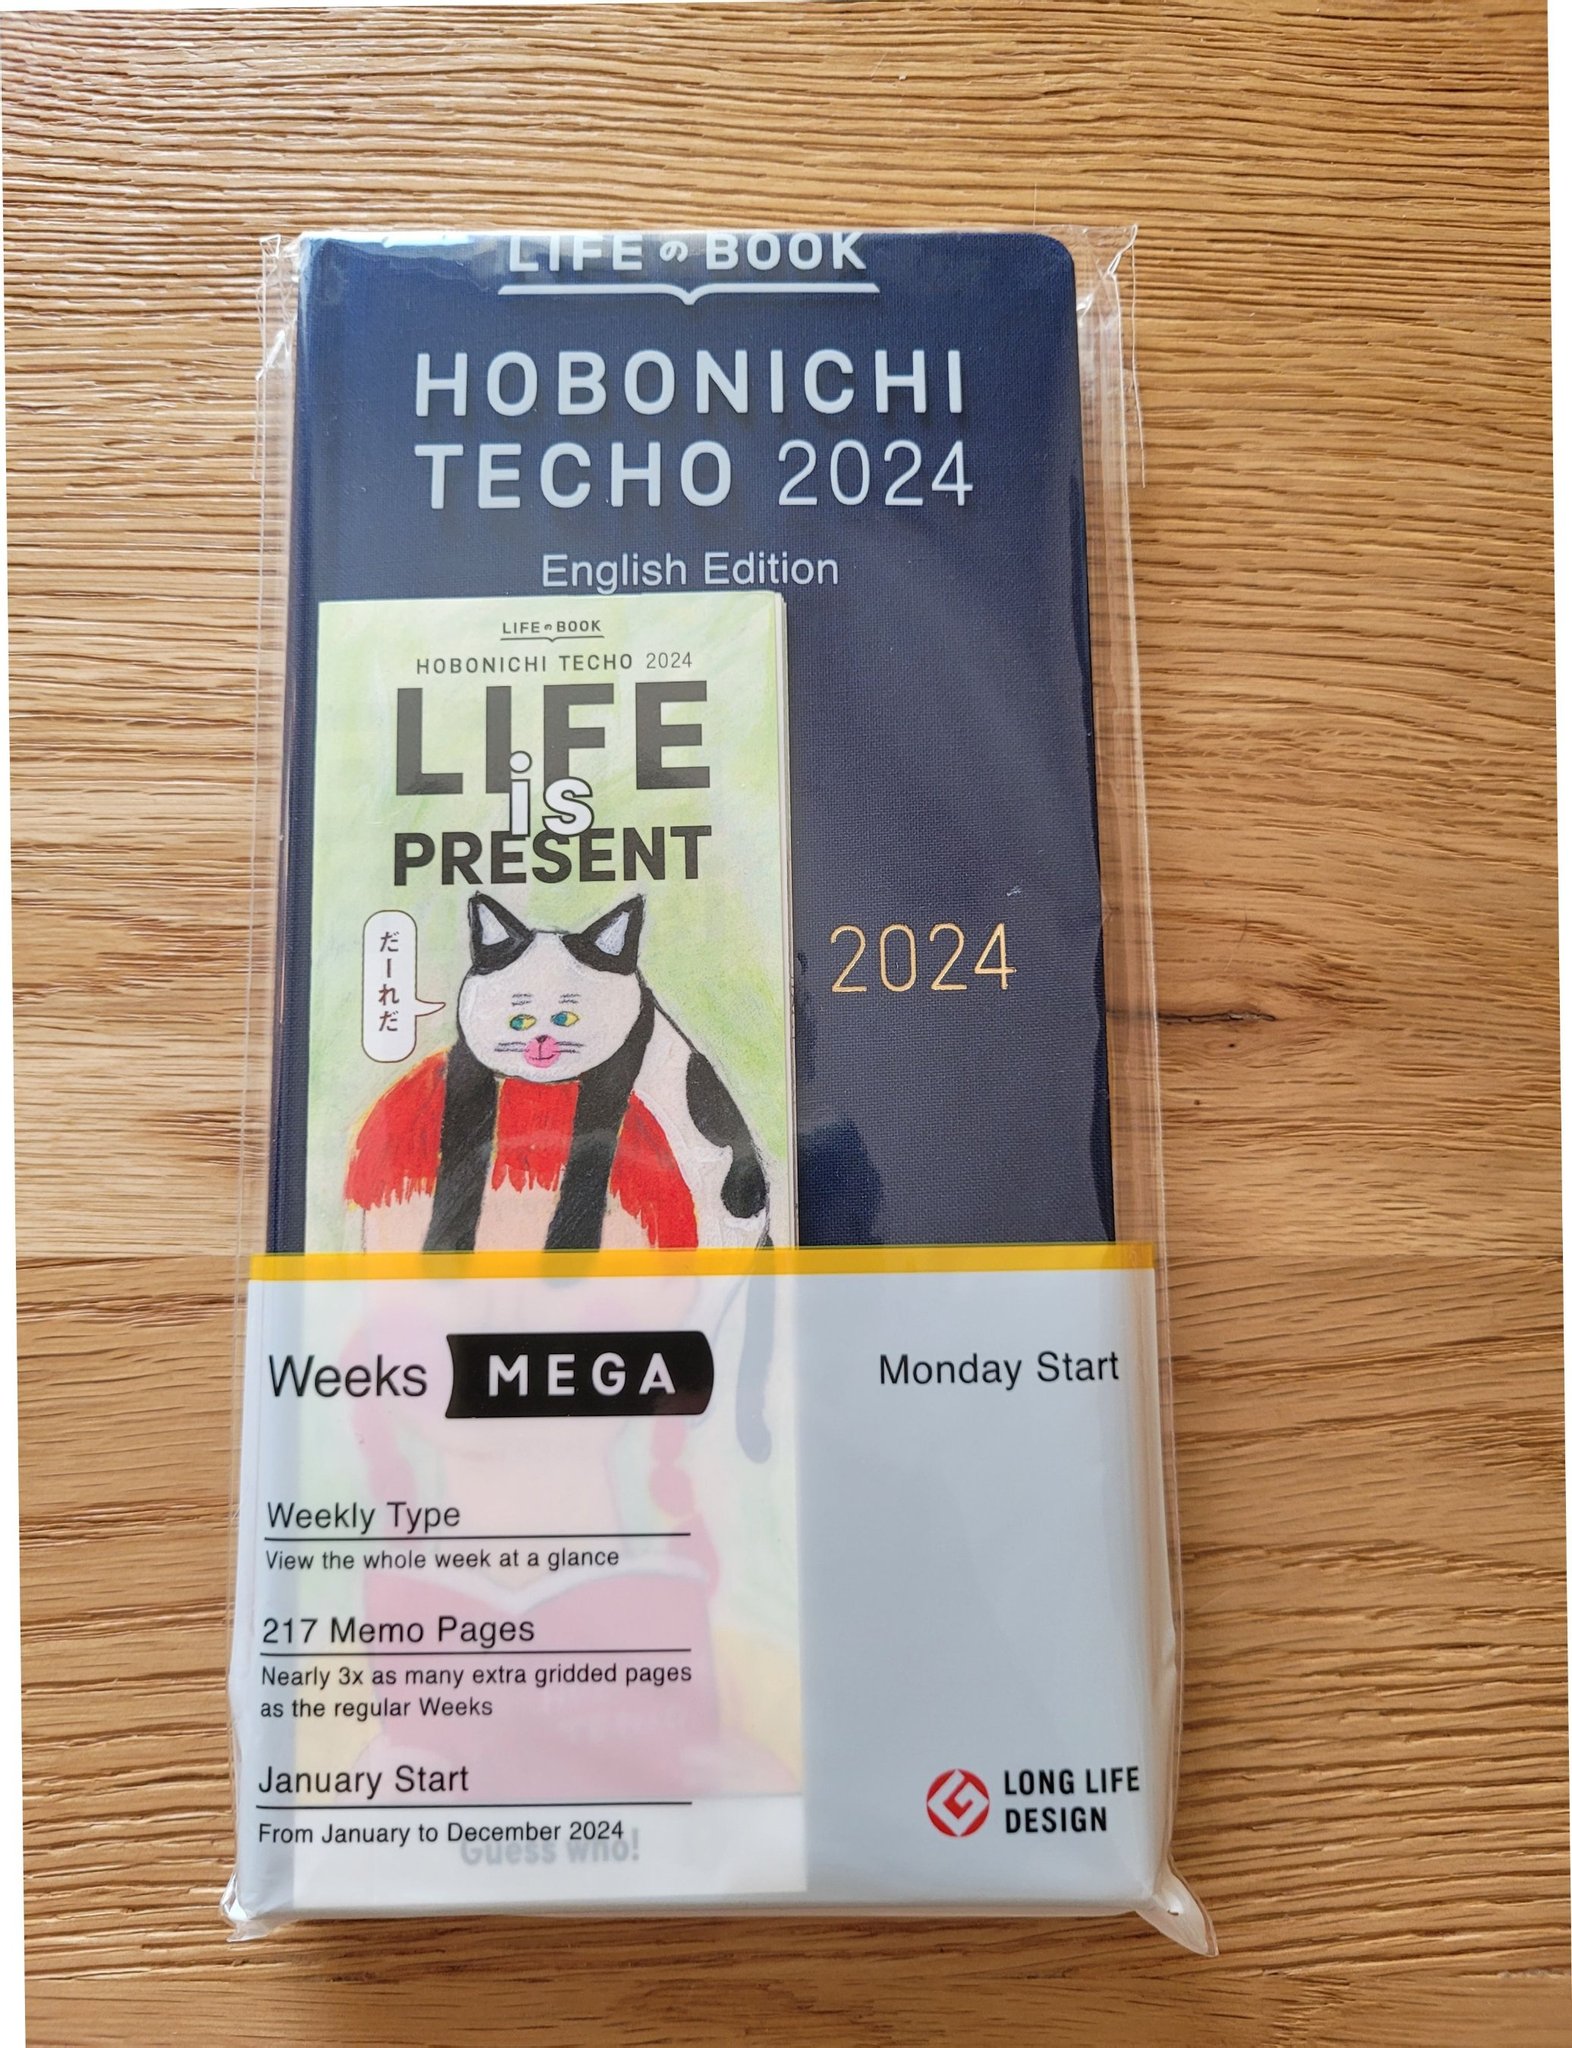 LIFEのBOOK
HOBONICHI
TECHO 2024
English Edition
LIFEのBOOK
HOBONICHI TECHO 2024
LIFE
is
PRESENT
だーれだ
2024
Weeks MEGA
Monday Start
Weekly Type
View the whole week at a glance
217 Memo Pages
Nearly 3x as many extra gridded pages
as the regular Weeks
January Start
From January to December 2024
Guess who!
LONG LIFE
DESIGN